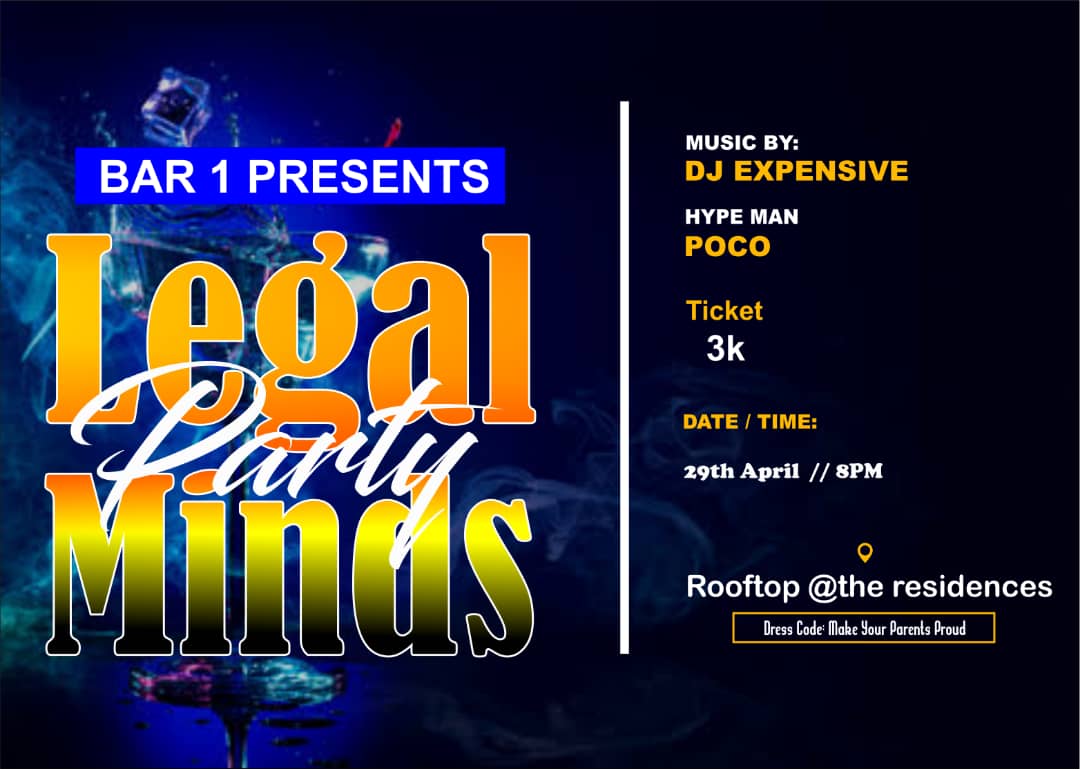 BAR 1 PRESENTS
Legal
Party
Minds
MUSIC BY:
DJ EXPENSIVE
HYPE MAN
POCO
Ticket
3k
DATE / TIME:
29th April // 8PM
Rooftop @the residences
Dress Code: Make Your Parents Proud